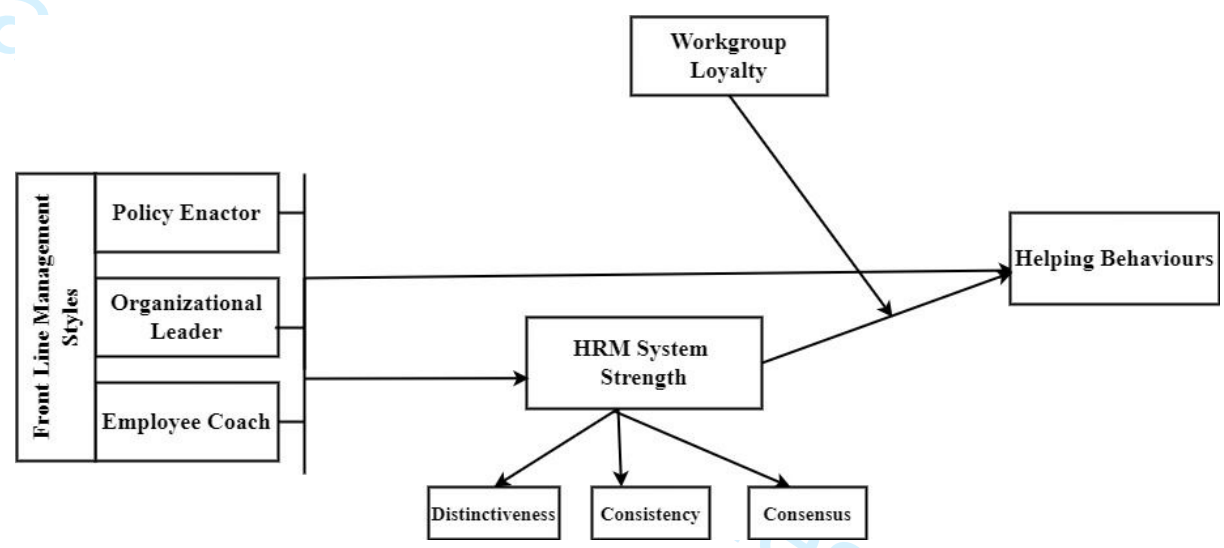 Workgroup
Loyalty
Front Line Management
Styles
Policy Enactor
Organizational
Leader
Employee Coach
Helping Behaviours
HRM System
Strength
Distinctiveness
Consistency
Consensus